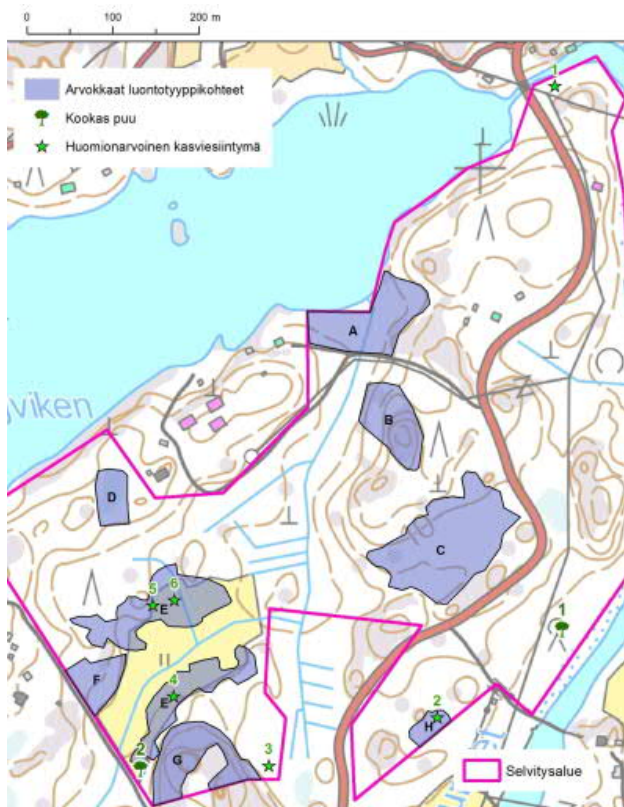 0 100 200 m
Arvokkaat luontotyyppikohteet
Kookas puu
Huomionarvoinen kasviesiintymä
1
A
viken
B
D
C
5 6
E
1
F
4
E
2
H
2
G
3
Selvitysalue